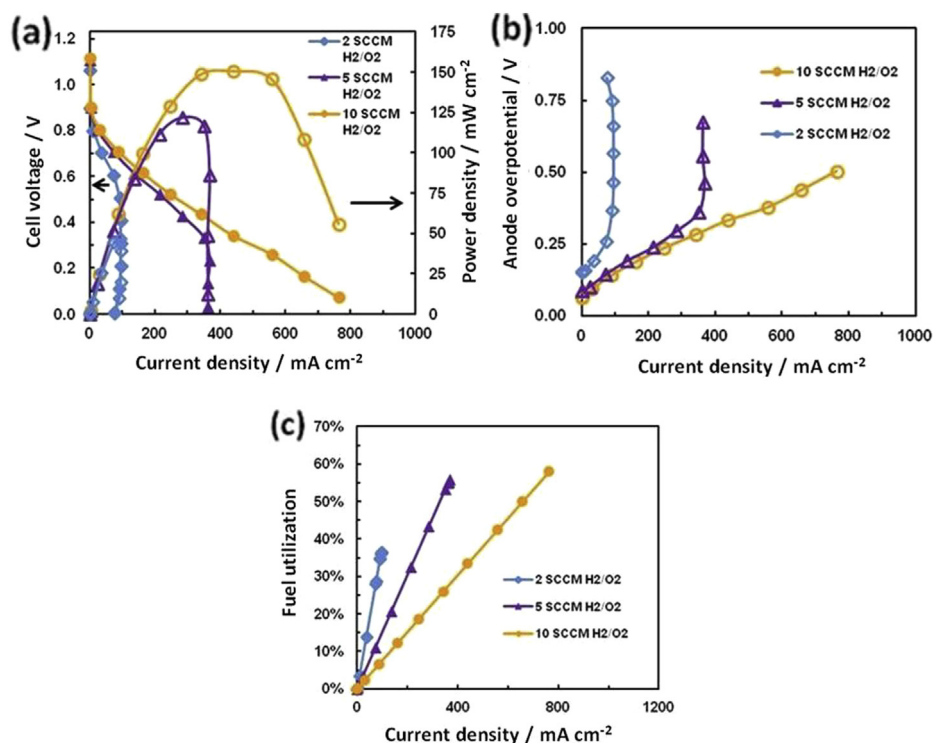 (a)
1.2
1.0
0.8
0.6
0.4
0.2
0.0
Cell voltage / V
175
150
125
100
75
50
25
0
Power density / mW cm-2
2 SCCM
H2/O2
5 SCCM
H2/O2
10 SCCM
H2/O2
0 200 400 600 800 1000
Current density / mA cm-2
(b)
1.00
0.75
0.50
0.25
0.00
Anode overpotential / V
10 SCCM H2/O2
5 SCCM H2/O2
2 SCCM H2/O2
0 200 400 600 800 1000
Current density / mA cm-2
(c)
70%
60%
50%
40%
30%
20%
10%
0%
Fuel utilization
2 SCCM H2/O2
5 SCCM H2/O2
10 SCCM H2/O2
0 400 800 1200
Current density / mA cm-2